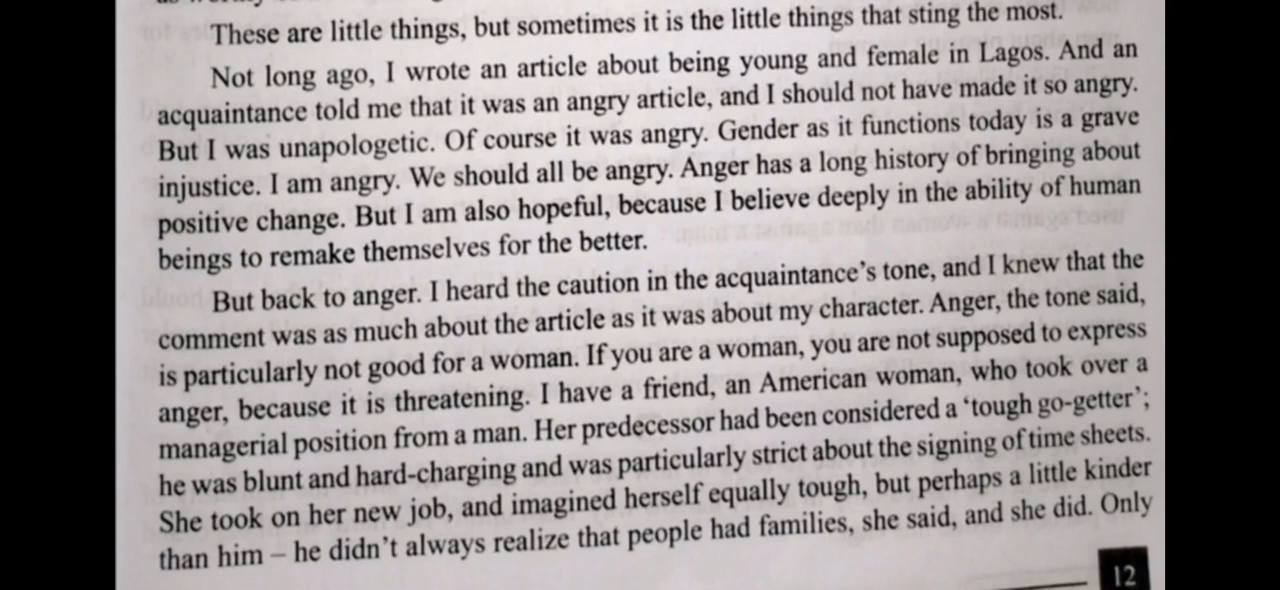 These are little things, but sometimes it is the little things that sting the most.
Not long ago, I wrote an article about being young and female in Lagos. And an
acquaintance told me that it was an angry article, and I should not have made it so angry.
But I was unapologetic. Of course it was angry. Gender as it functions today is a grave
injustice. I am angry. We should all be angry. Anger has a long history of bringing about
positive change. But I am also hopeful, because I believe deeply in the ability of human
beings to remake themselves for the better.
But back to anger. I heard the caution in the acquaintance’s tone, and I knew that the
comment was as much about the article as it was about my character. Anger, the tone said,
is particularly not good for a woman. If you are a woman, you are not supposed to express
anger, because it is threatening. I have a friend, an American woman, who took over a
managerial position from a man. Her predecessor had been considered a ‘tough go-getter’;
he was blunt and hard-charging and was particularly strict about the signing of time sheets.
She took on her new job, and imagined herself equally tough, but perhaps a little kinder
than him – he didn’t always realize that people had families, she said, and she did. Only
12